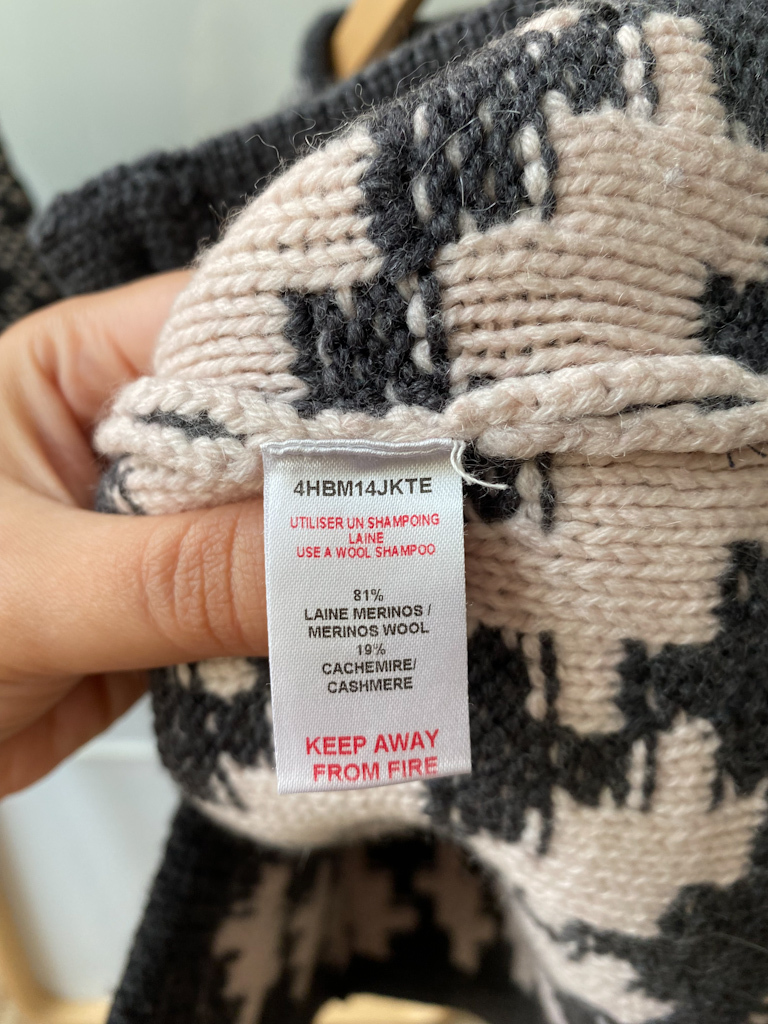 4HBM14JKTE
UTILISER UN SHAMPOING
LAINE
USE A WOOL SHAMPOO
81%
LAINE MERINOS /
MERINOS WOOL
19%
CACHEMIRE/
CASHMERE
KEEP AWAY
FROM FIRE